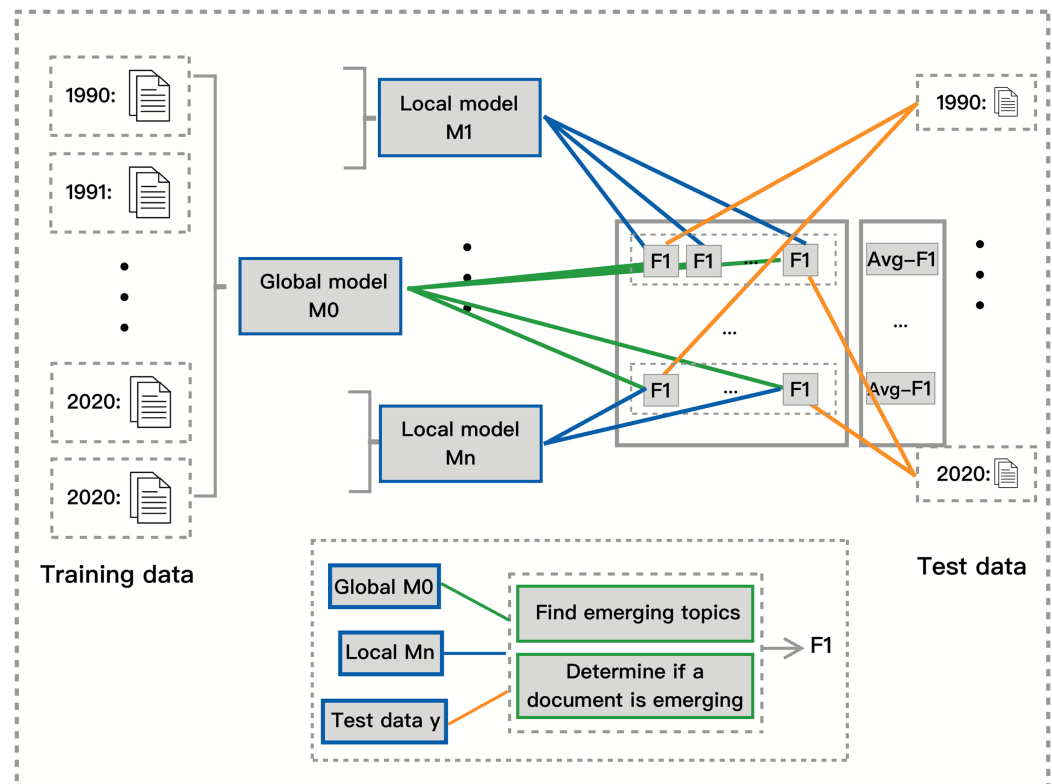 1990:
1991:
2020:
2020:
Training data
Global model
M0
Local model
M1
Local model
Mn
F1
F1
...
F1
...
F1
...
F1
Avg–F1
...
Avg–F1
1990:
2020:
Test data
Global M0
Local Mn
Test data y
Find emerging topics
Determine if a
document is emerging
F1